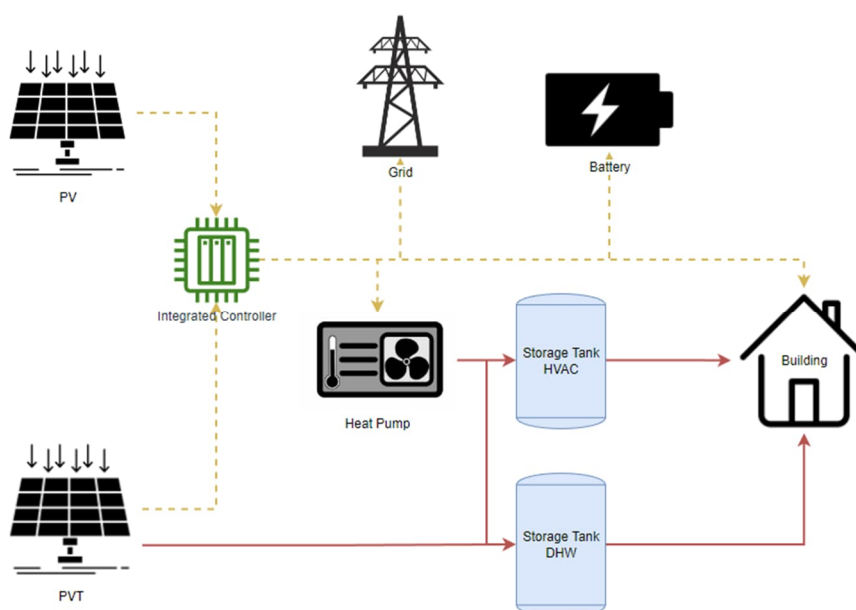 Grid
Battery
PV
Integrated Controller
Storage Tank
HVAC
Building
Heat Pump
Storage Tank
DHW
PVT